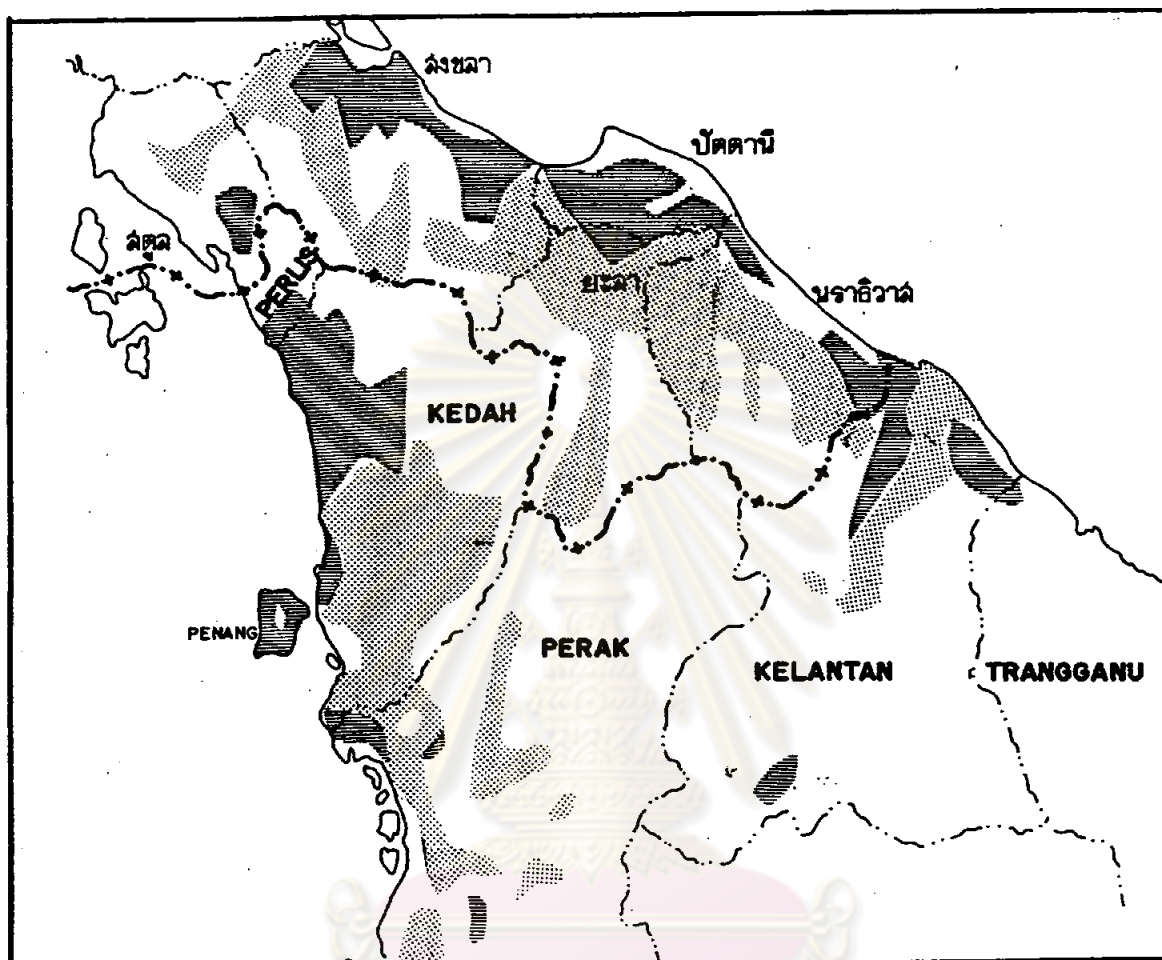 สงขลา
ปัตตานี
สตูล
PERLIS
ยะลา
นราธิวาส
KEDAH
PENANG
PERAK
KELANTAN
TRANGGANU